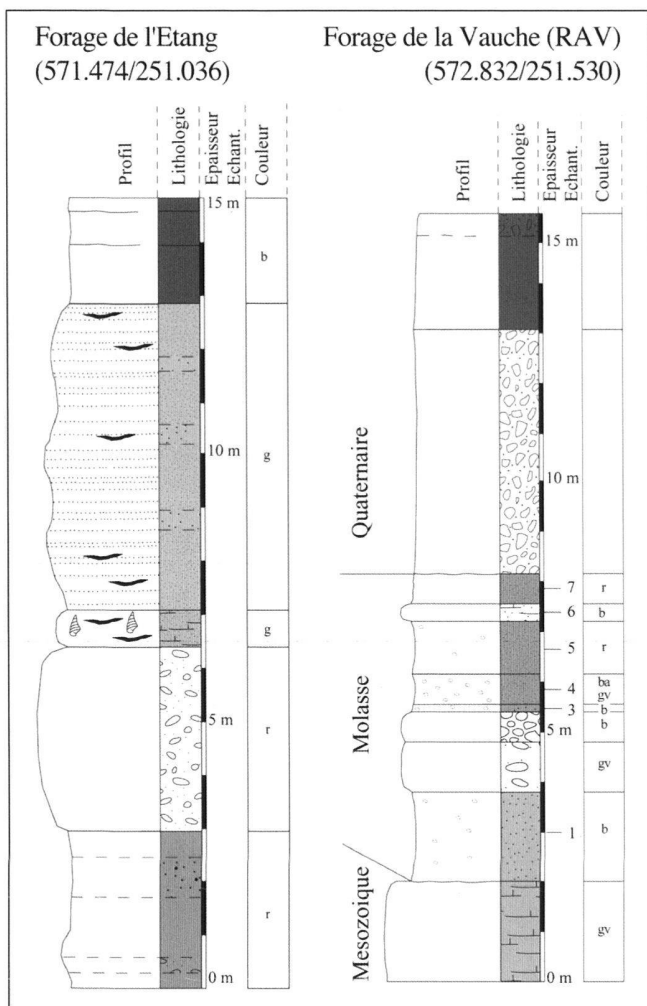 Forage de l'Etang
(571.474/251.036)
Profil
Lithologie
Epaisseur
Echant.
Couleur
15 m
b
10 m
g
g
5 m
r
r
0 m
Forage de la Vauche (RAV)
(572.832/251.530)
Profil
Lithologie
Epaisseur
Echant.
Couleur
15 m
Quaternaire
10 m
7
r
6
b
5
r
Molasse
4
ba
gv
3
b
5 m
b
gv
1
b
Mesozoique
gv
0 m